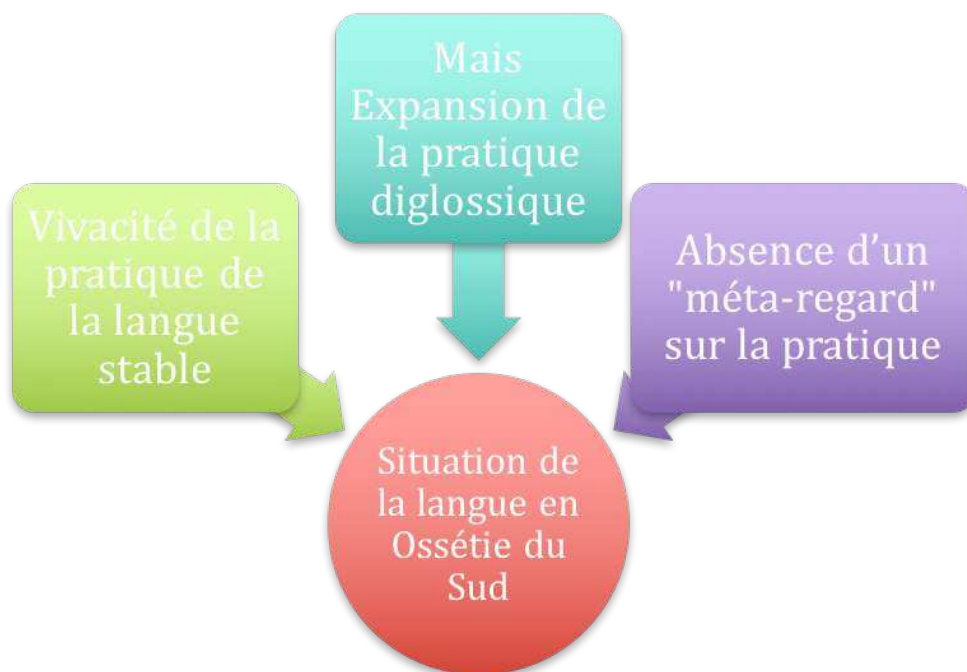 Mais
Expansion de
la pratique
diglossique
Vivacité de la
pratique de
la langue
stable
Absence d’un
"méta-regard"
sur la pratique
Situation de
la langue en
Ossétie du
Sud